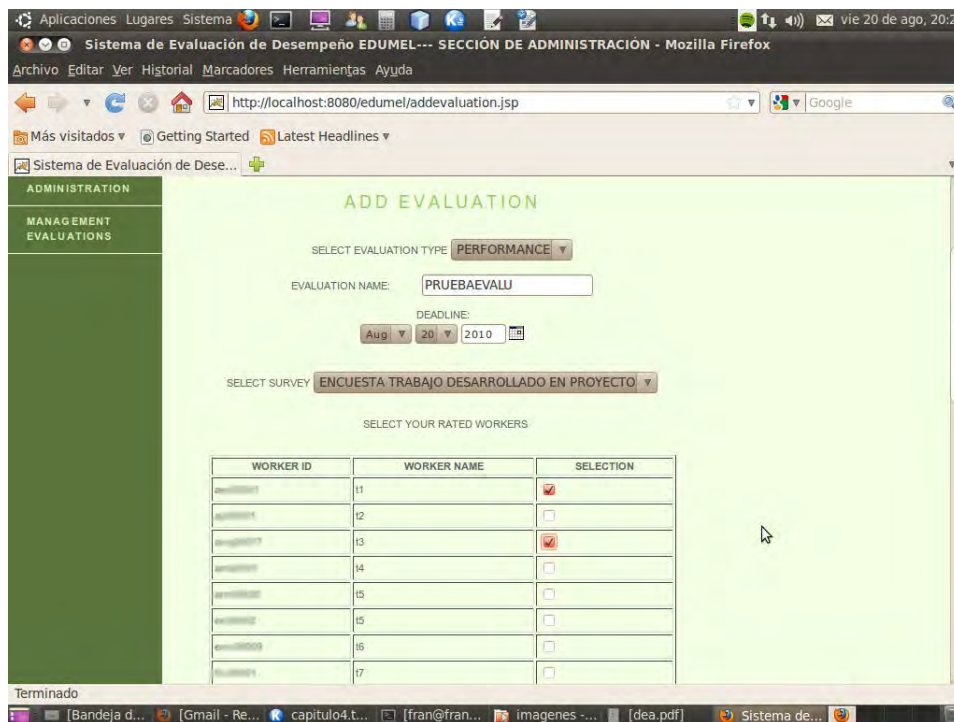 Aplicaciones Lugares Sistema vie 20 de ago, 20:2
Sistema de Evaluación de Desempeño EDUMEL--- SECCIÓN DE ADMINISTRACIÓN - Mozilla Firefox
Archivo Editar Ver Historial Marcadores Herramientas Ayuda
http://localhost:8080/edumel/addevaluation.jsp Google
Más visitados Getting Started Latest Headlines
Sistema de Evaluación de Dese...
ADMINISTRATION
MANAGEMENT
EVALUATIONS
ADD EVALUATION
SELECT EVALUATION TYPE PERFORMANCE
EVALUATION NAME: PRUEBAEVALU
DEADLINE:
Aug 20 2010
SELECT SURVEY ENCUESTA TRABAJO DESARROLLADO EN PROYECTO
SELECT YOUR RATED WORKERS
WORKER ID WORKER NAME SELECTION
t1
t2
t3
t4
t5
t5
t6
t7
Terminado
[Bandeja d... [Gmail - Re... capitulo4.t... [fran@fran... imagenes -... [dea.pdf] Sistema de...